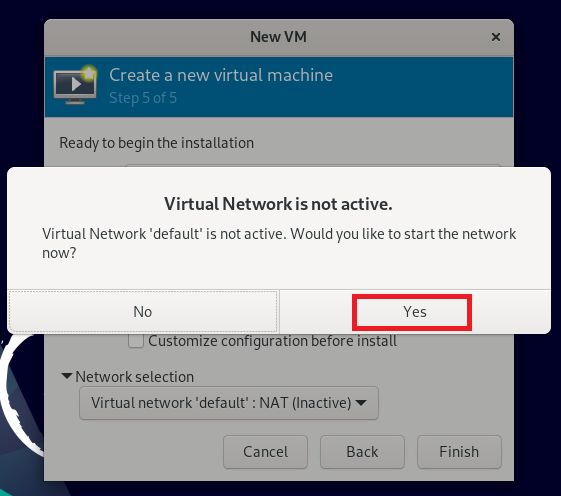 New VM
Create a new virtual machine
Step 5 of 5
Ready to begin the installation
Virtual Network is not active.
Virtual Network 'default' is not active. Would you like to start the network
now?
No
Yes
Customize configuration before install
Network selection
Virtual network 'default' : NAT (Inactive)
Cancel
Back
Finish